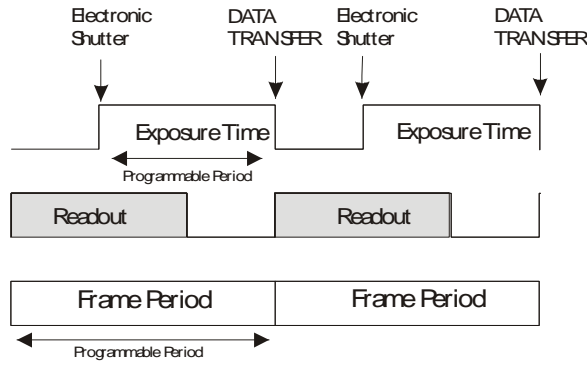 Electronic
Shutter
DATA
TRANSFER
Electronic
Shutter
DATA
TRANSFER
Exposure Time
Exposure Time
Programmable Period
Readout
Readout
Frame Period
Frame Period
Programmable Period